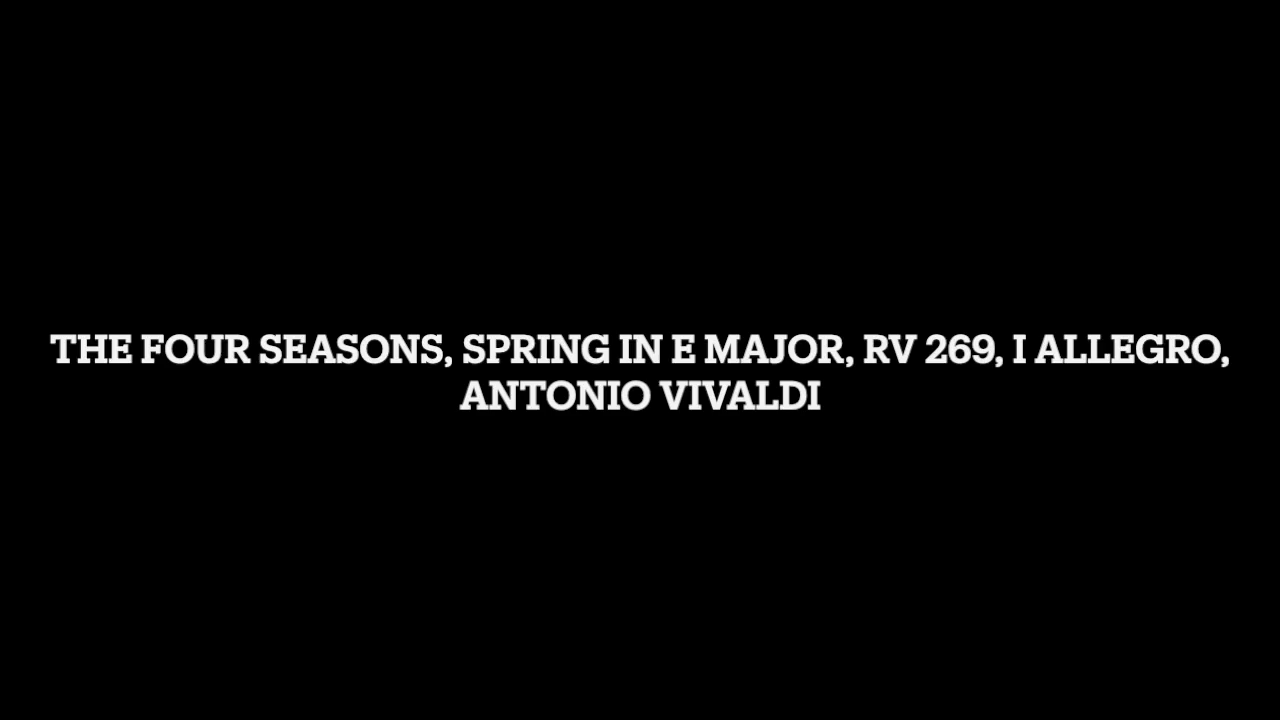 THE FOUR SEASONS, SPRING IN E MAJOR, RV 269, I ALLEGRO,
ANTONIO VIVALDI